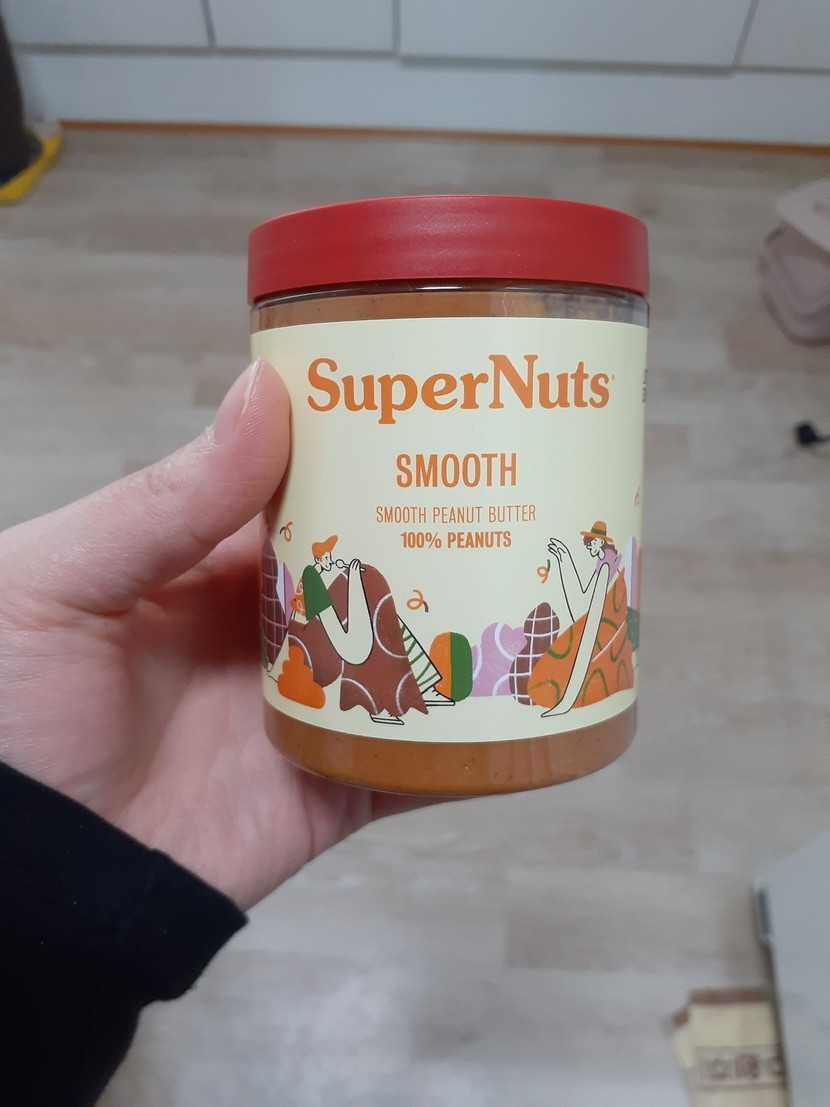 SuperNuts
SMOOTH
SMOOTH PEANUT BUTTER
100% PEANUTS